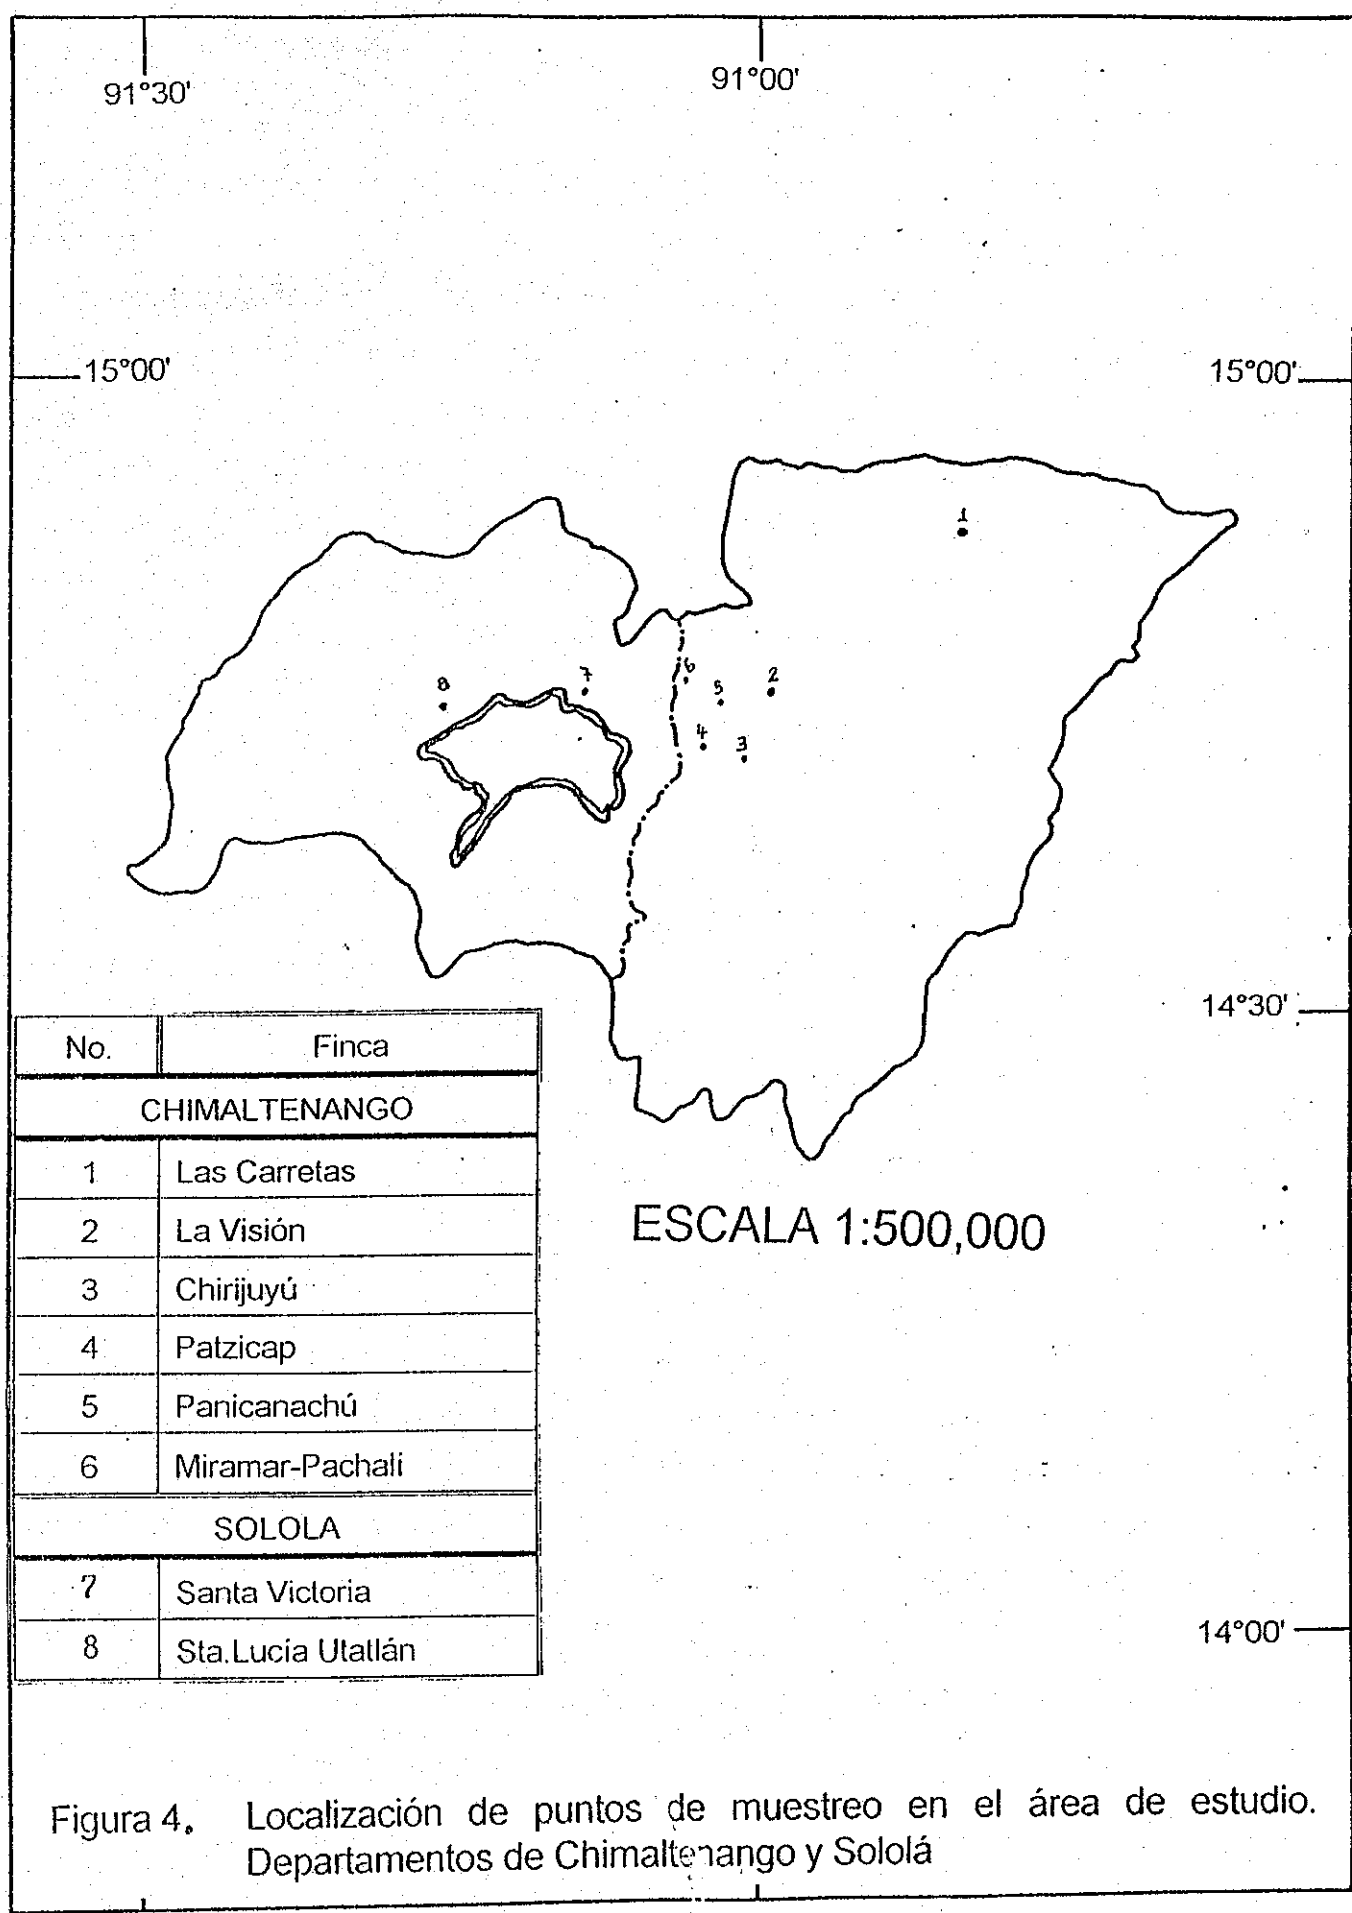 91°30'
91°00'
15°00'
15°00'
1
6
7
5
2
8
4
3
14°30'
No. Finca
CHIMALTENANGO
1 Las Carretas
2 La Visión
3 Chirijuyú
4 Patzicap
5 Panicanachú
6 Miramar-Pachalí
SOLOLA
7 Santa Victoria
8 Sta.Lucía Utatlán
ESCALA 1:500,000
14°00'
Figura 4. Localización de puntos de muestreo en el área de estudio.
Departamentos de Chimaltenango y Sololá